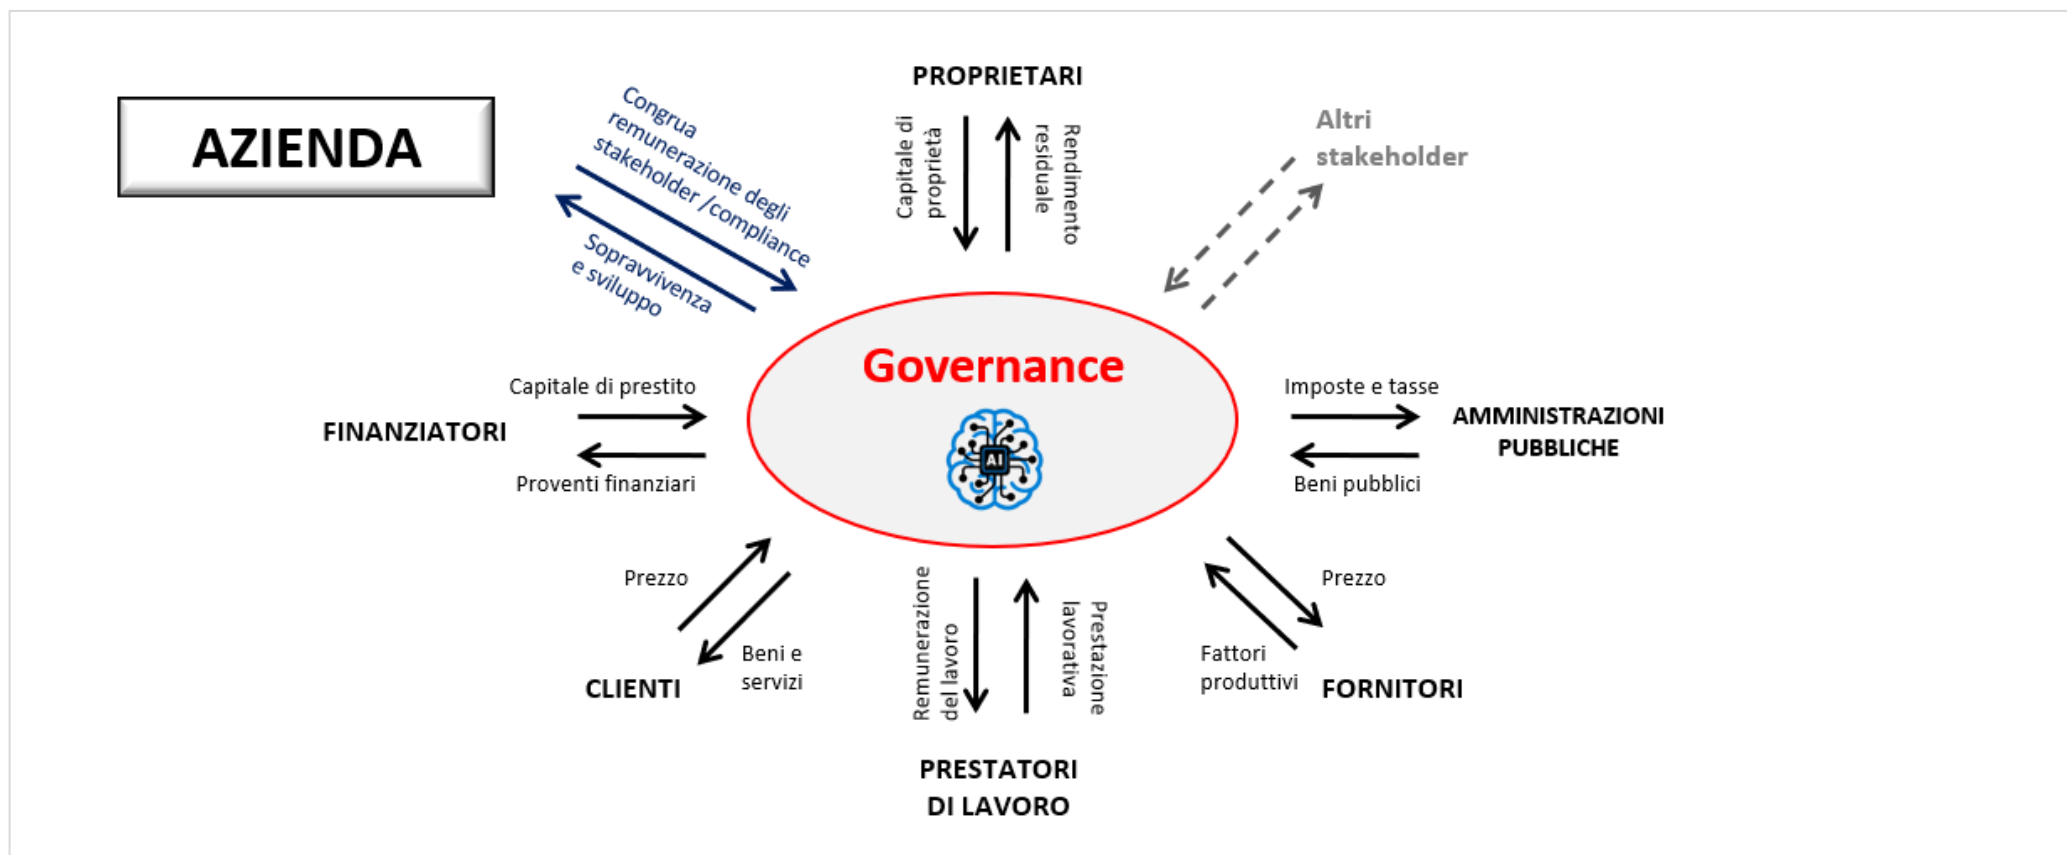 PROPRIETARI
AZIENDA
Congrua
remunerazione degli
stakeholder /compliance
Sopravvivenza
e sviluppo
Capitale di
proprietà
Rendimento
residuale
Altri
stakeholder
Governance
AI
Capitale di prestito
FINANZIATORI
Proventi finanziari
Imposte e tasse
AMMINISTRAZIONI
PUBBLICHE
Beni pubblici
Prezzo
Beni e
servizi
CLIENTI
Remunerazione
del lavoro
Prestazione
lavorativa
Prezzo
Fattori
produttivi
FORNITORI
PRESTATORI
DI LAVORO